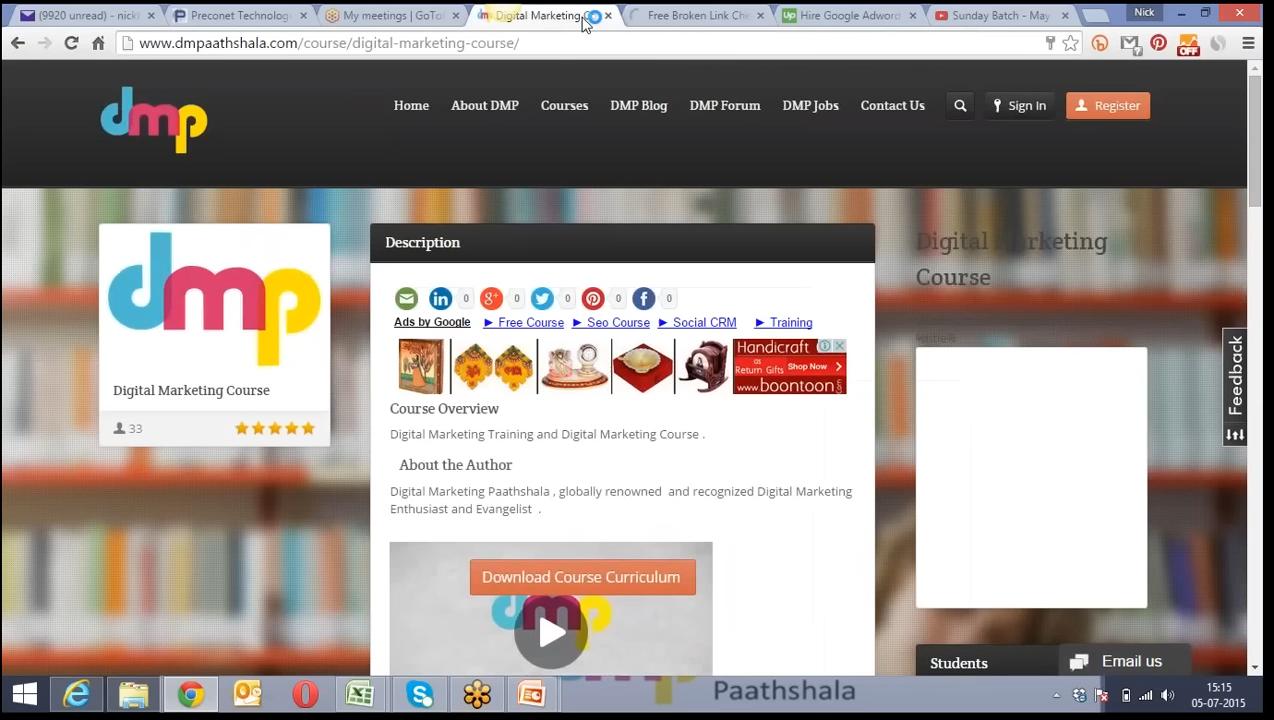 (9920 unread) - nick
Preconet Technolog
My meetings | GoTo
Digital Marketing
Free Broken Link Che
Hire Google Adword
Sunday Batch - May
Nick
www.dmpaathshala.com/course/digital-marketing-course/
OFF
dmp
Home
About DMP
Courses
DMP Blog
DMP Forum
DMP Jobs
Contact Us
Sign In
Register
dmp
Digital Marketing Course
33
Description
0
0
0
0
0
Ads by Google
► Free Course
► Seo Course
► Social CRM
► Training
Handicraft
as
Return Gifts
Shop Now
www.boontoon
Course Overview
Digital Marketing Training and Digital Marketing Course .
About the Author
Digital Marketing Paathshala , globally renowned and recognized Digital Marketing
Enthusiast and Evangelist .
Download Course Curriculum
dmp
Paathshala
Digital Marketing
Course
Feedback
Students
Email us
15:15
05-07-2015